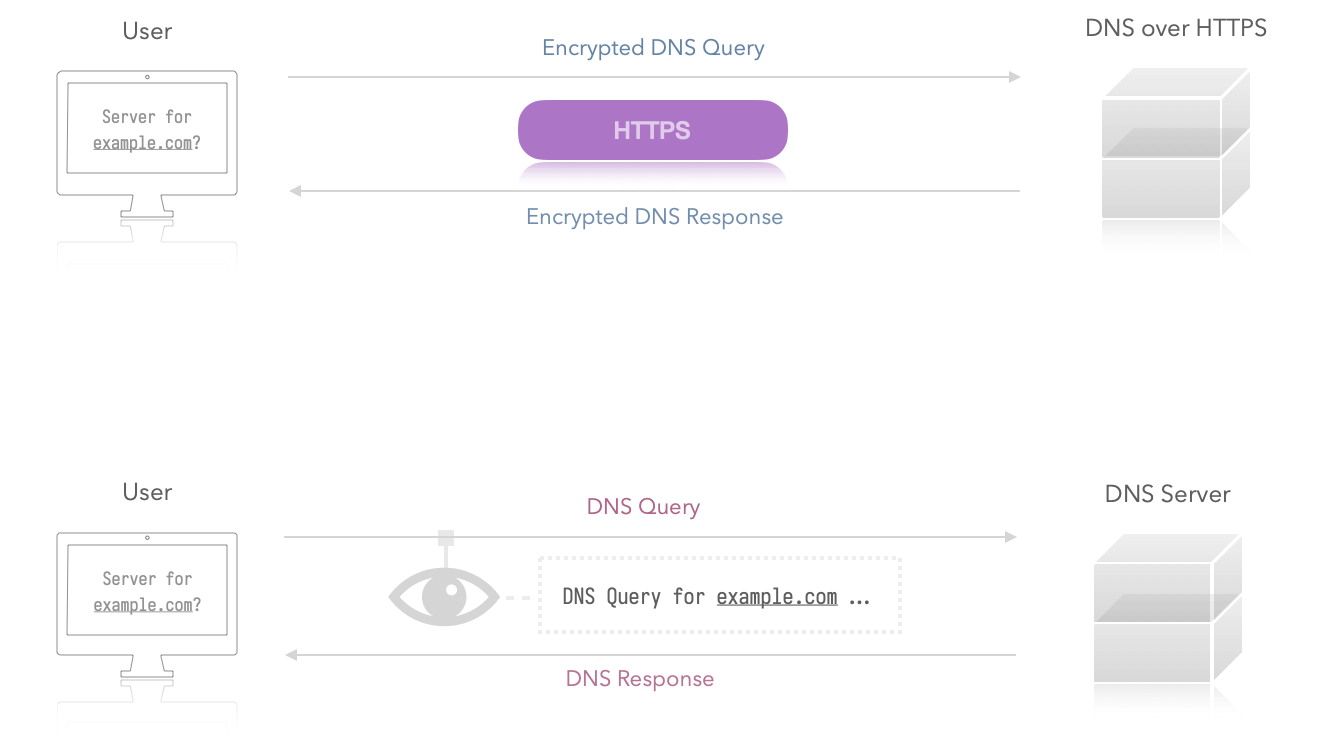 User
DNS over HTTPS
Encrypted DNS Query
Server for
example.com?
HTTPS
Encrypted DNS Response
User
DNS Server
DNS Query
Server for
example.com?
DNS Query for example.com ...
DNS Response